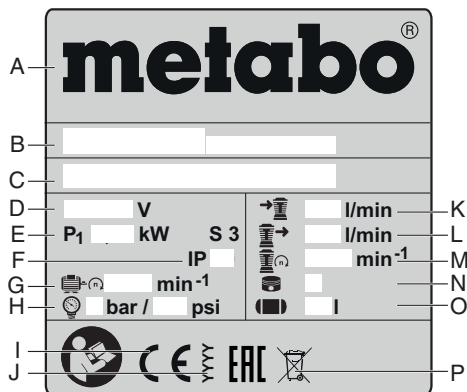 A metabo ®
B
C
D V
E P1 kW S 3
F IP
G n min-1
H bar / psi
l/min K
l/min L
n min-1 M
N
l O
I CE YYYY EAC
J P